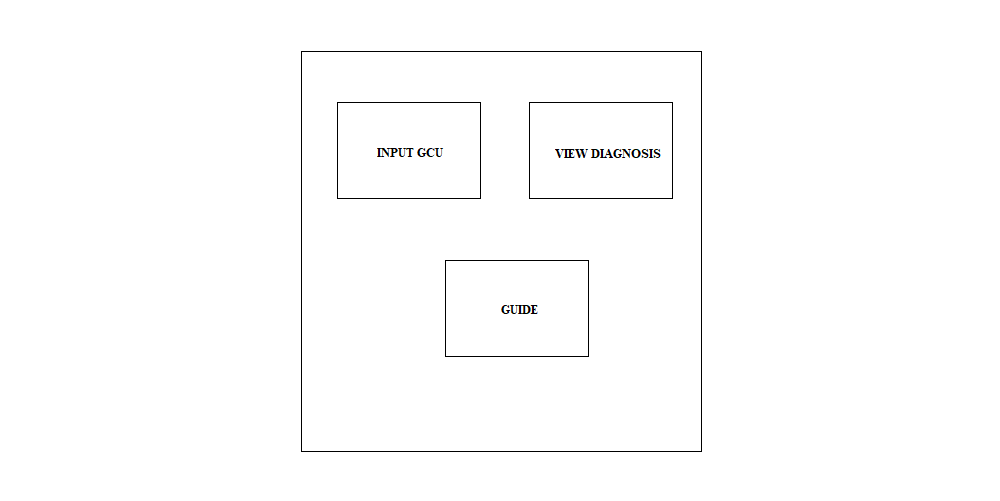 INPUT GCU
VIEW DIAGNOSIS
GUIDE